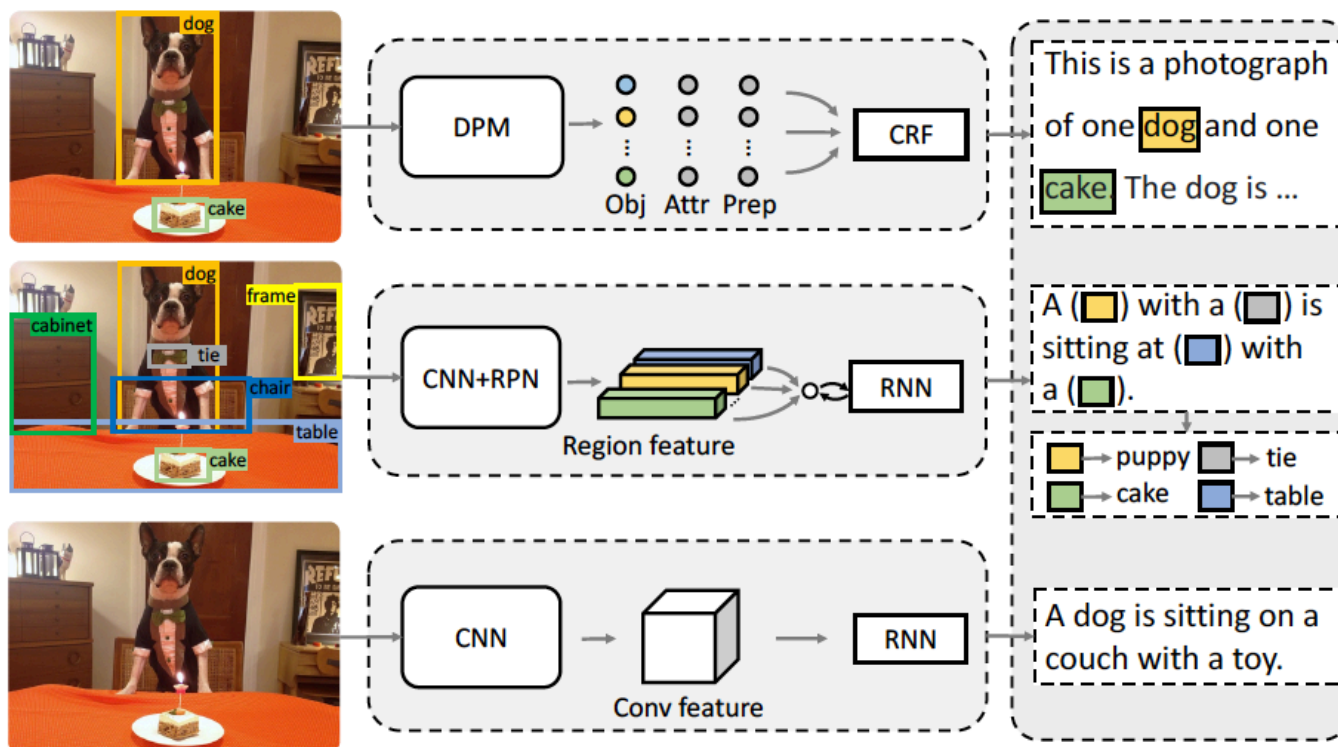 dog
cake
DPM
Obj Attr Prep
CRF
This is a photograph
of one dog and one
cake. The dog is ...
dog
frame
cabinet
tie
chair
table
cake
CNN+RPN
Region feature
RNN
A ( ) with a ( ) is
sitting at ( ) with
a ( ).
puppy tie
cake table
CNN
Conv feature
RNN
A dog is sitting on a
couch with a toy.